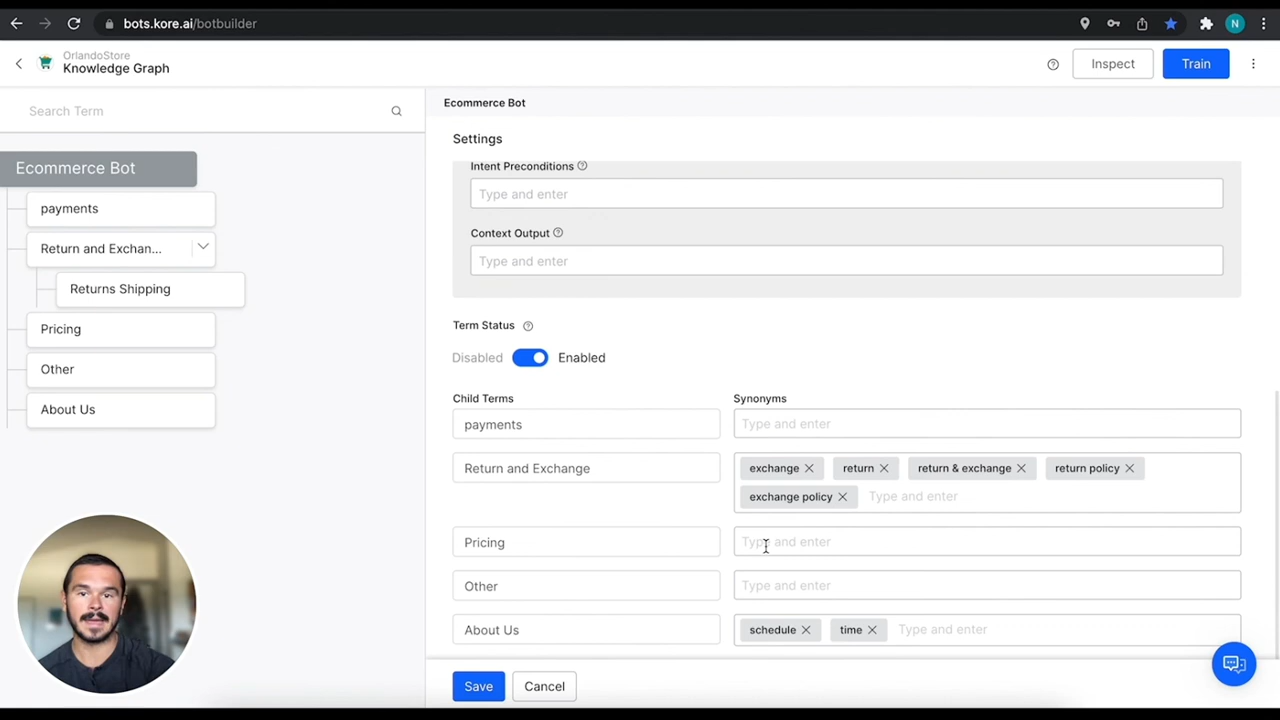 bots.kore.ai/botbuilder
N
OrlandoStore
Knowledge Graph
Inspect
Train
Search Term
Ecommerce Bot
Ecommerce Bot
Settings
payments
Return and Exchan...
Returns Shipping
Pricing
Other
About Us
Intent Preconditions
Type and enter
Context Output
Type and enter
Term Status
Disabled Enabled
Child Terms Synonyms
payments Type and enter
Return and Exchange exchange return return & exchange return policy
exchange policy Type and enter
Pricing Type and enter
Other Type and enter
About Us schedule time Type and enter
Save Cancel